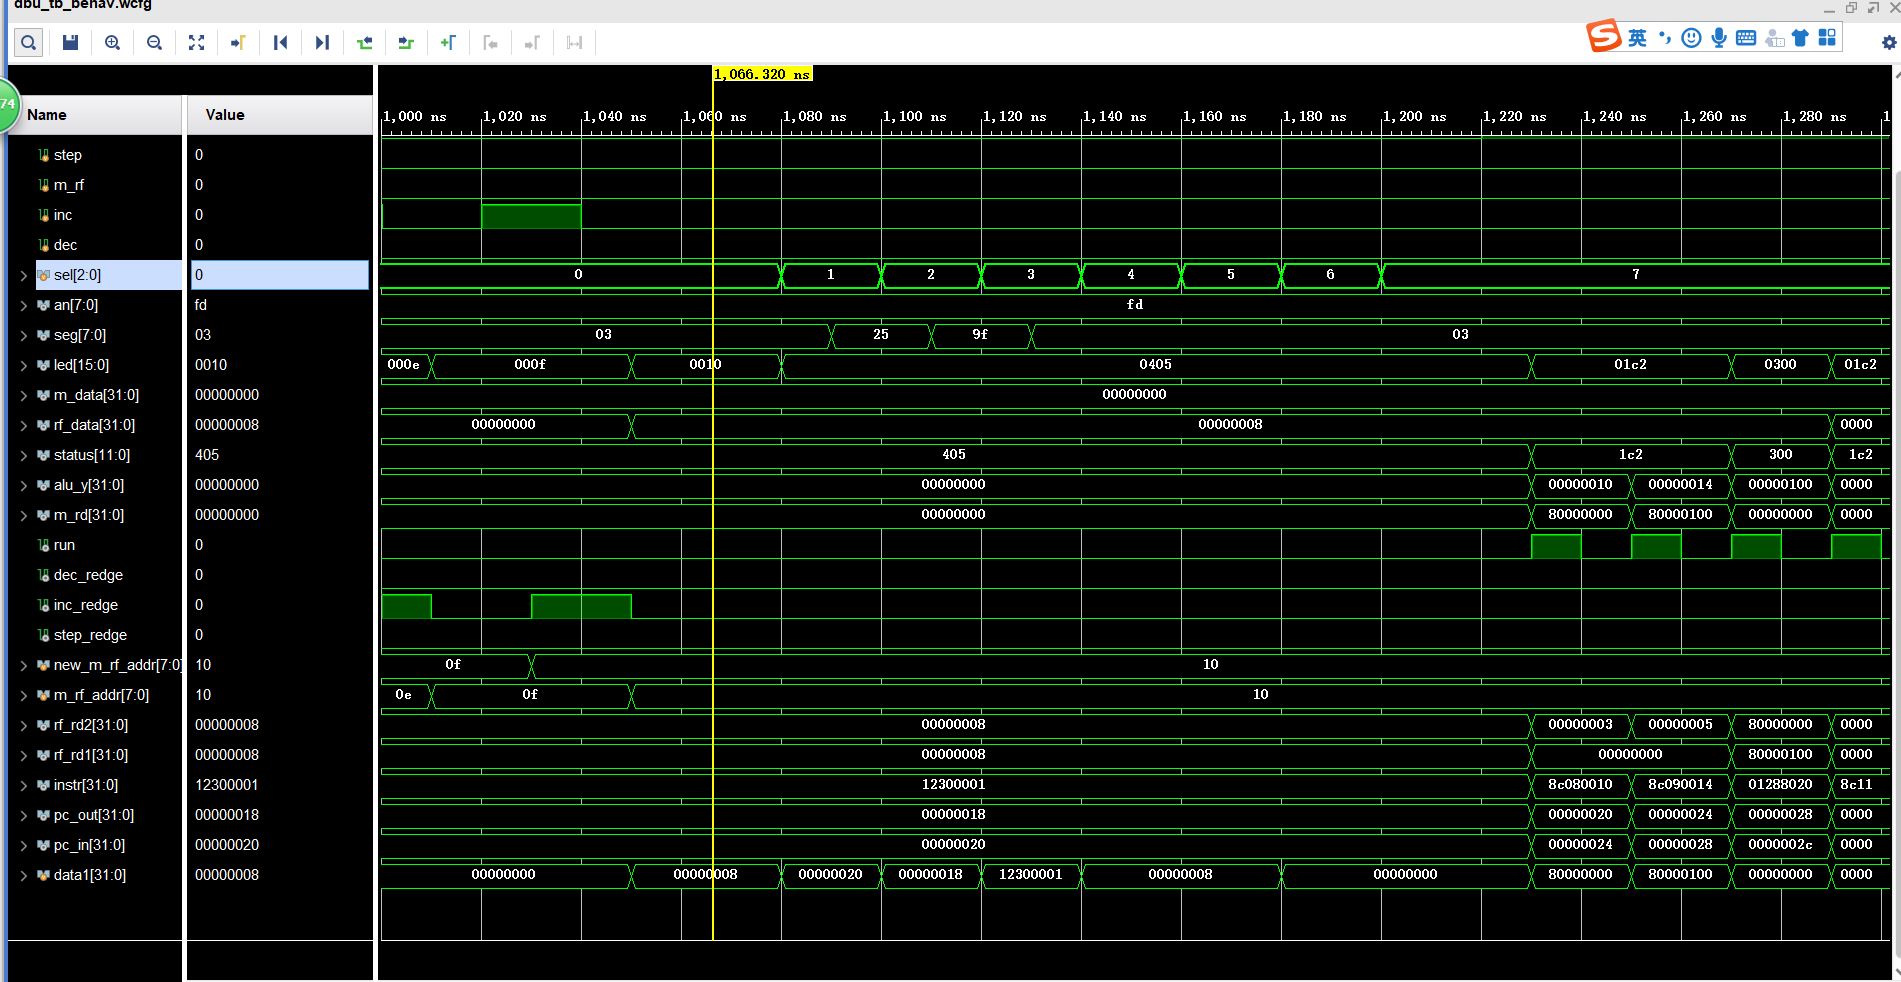 dbu_tb_behav.wcfg
英
74
1,066.320 ns
Name Value
1,000 ns 1,020 ns 1,040 ns 1,060 ns 1,080 ns 1,100 ns 1,120 ns 1,140 ns 1,160 ns 1,180 ns 1,200 ns 1,220 ns 1,240 ns 1,260 ns 1,280 ns 1
step 0
m_rf 0
inc 0
dec 0
sel[2:0] 0 0 1 2 3 4 5 6 7
an[7:0] fd fd
seg[7:0] 03 03 25 9f 03
led[15:0] 0010 000e 000f 0010 0405 01c2 0300 01c2
m_data[31:0] 00000000 00000000
rf_data[31:0] 00000008 00000000 00000008 0000
status[11:0] 405 405 1c2 300 1c2
alu_y[31:0] 00000000 00000000 00000010 00000014 00000100 0000
m_rd[31:0] 00000000 00000000 80000000 80000100 00000000 0000
run 0
dec_redge 0
inc_redge 0
step_redge 0
new_m_rf_addr[7:0] 10 0f 10
m_rf_addr[7:0] 10 0e 0f 10
rf_rd2[31:0] 00000008 00000008 00000003 00000005 80000000 0000
rf_rd1[31:0] 00000008 00000008 00000000 80000100 0000
instr[31:0] 12300001 12300001 8c080010 8c090014 01288020 8c11
pc_out[31:0] 00000018 00000018 00000020 00000024 00000028 0000
pc_in[31:0] 00000020 00000020 00000024 00000028 0000002c 0000
data1[31:0] 00000008 00000000 00000008 00000020 00000018 12300001 00000008 00000000 80000000 80000100 00000000 0000